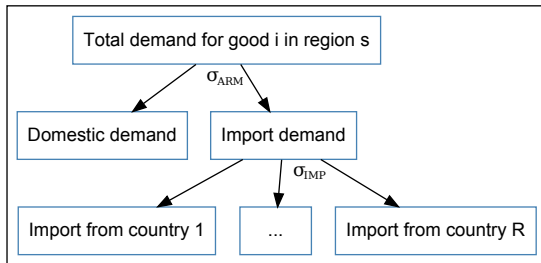 Total demand for good i in region s
σARM
Domestic demand
Import demand
σIMP
Import from country 1
...
Import from country R